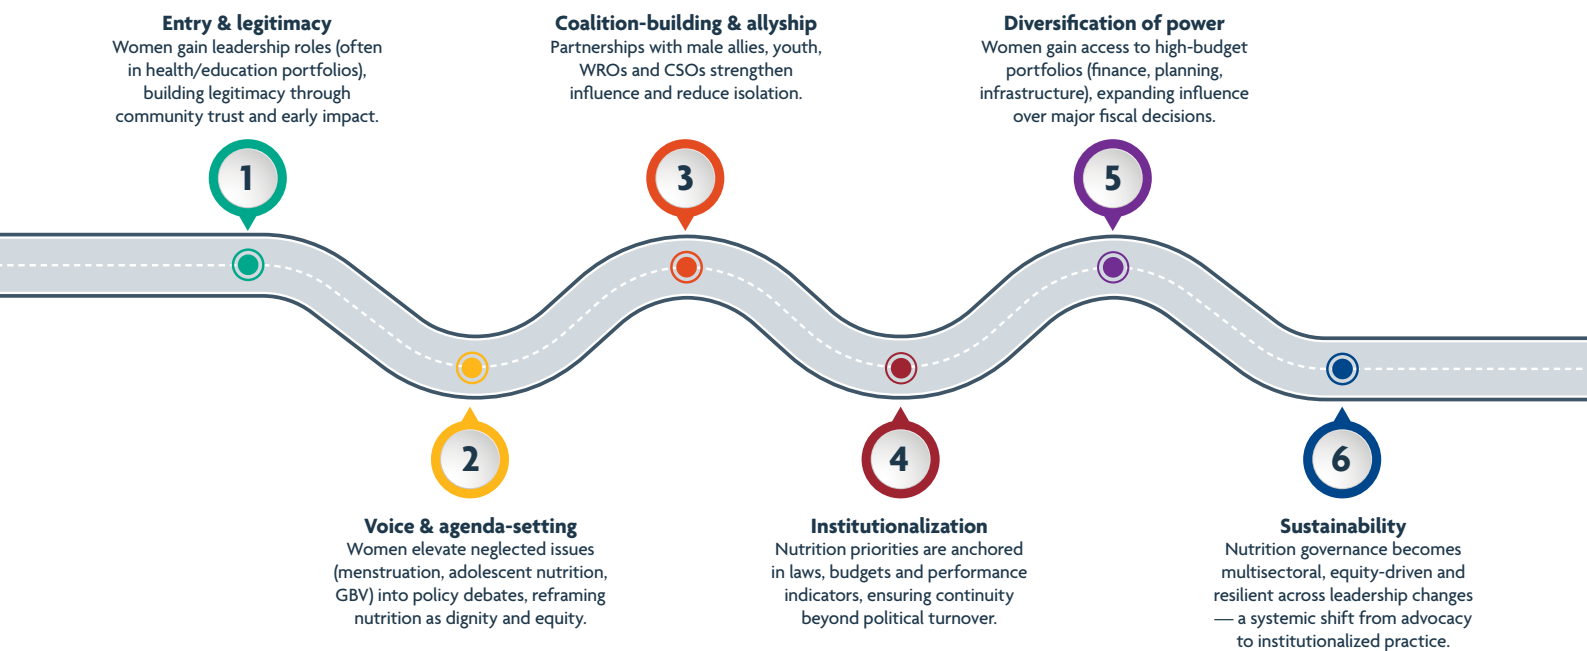 Entry & legitimacy
Women gain leadership roles (often
in health/education portfolios),
building legitimacy through
community trust and early impact.
1
Voice & agenda-setting
Women elevate neglected issues
(menstruation, adolescent nutrition,
GBV) into policy debates, reframing
nutrition as dignity and equity.
2
Coalition-building & allyship
Partnerships with male allies, youth,
WROs and CSOs strengthen
influence and reduce isolation.
3
Institutionalization
Nutrition priorities are anchored
in laws, budgets and performance
indicators, ensuring continuity
beyond political turnover.
4
Diversification of power
Women gain access to high-budget
portfolios (finance, planning,
infrastructure), expanding influence
over major fiscal decisions.
5
Sustainability
Nutrition governance becomes
multisectoral, equity-driven and
resilient across leadership changes
— a systemic shift from advocacy
to institutionalized practice.
6